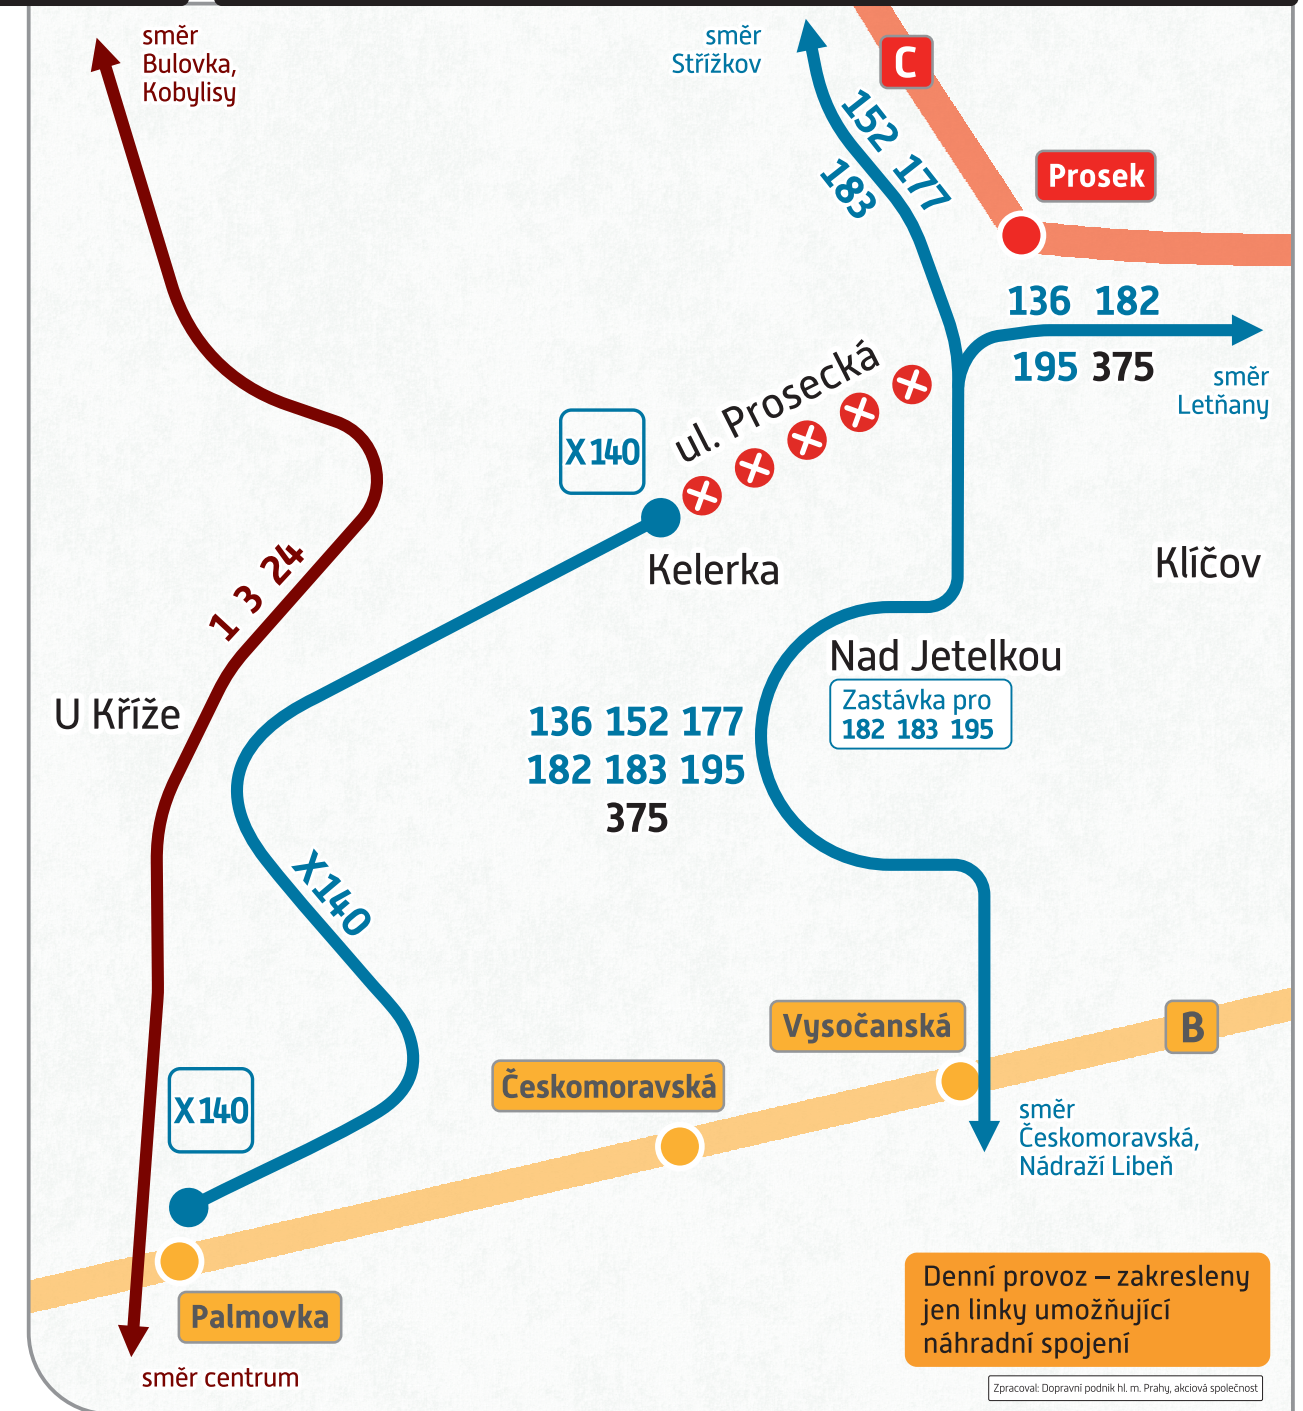 směr
Bulovka,
Kobylisy
směr
Střížkov
C
152 177
183
Prosek
136 182
195 375
směr
Letňany
ul. Prosecká
X 140
Kelerka
Klíčov
1 3 24
U Kříže
Nad Jetelkou
Zastávka pro
182 183 195
136 152 177
182 183 195
375
X 140
Vysočanská
B
Českomoravská
X 140
směr
Českomoravská,
Nádraží Libeň
Palmovka
směr centrum
Denní provoz – zakresleny
jen linky umožňující
náhradní spojení
Zpracoval: Dopravní podnik hl. m. Prahy, akciová společnost